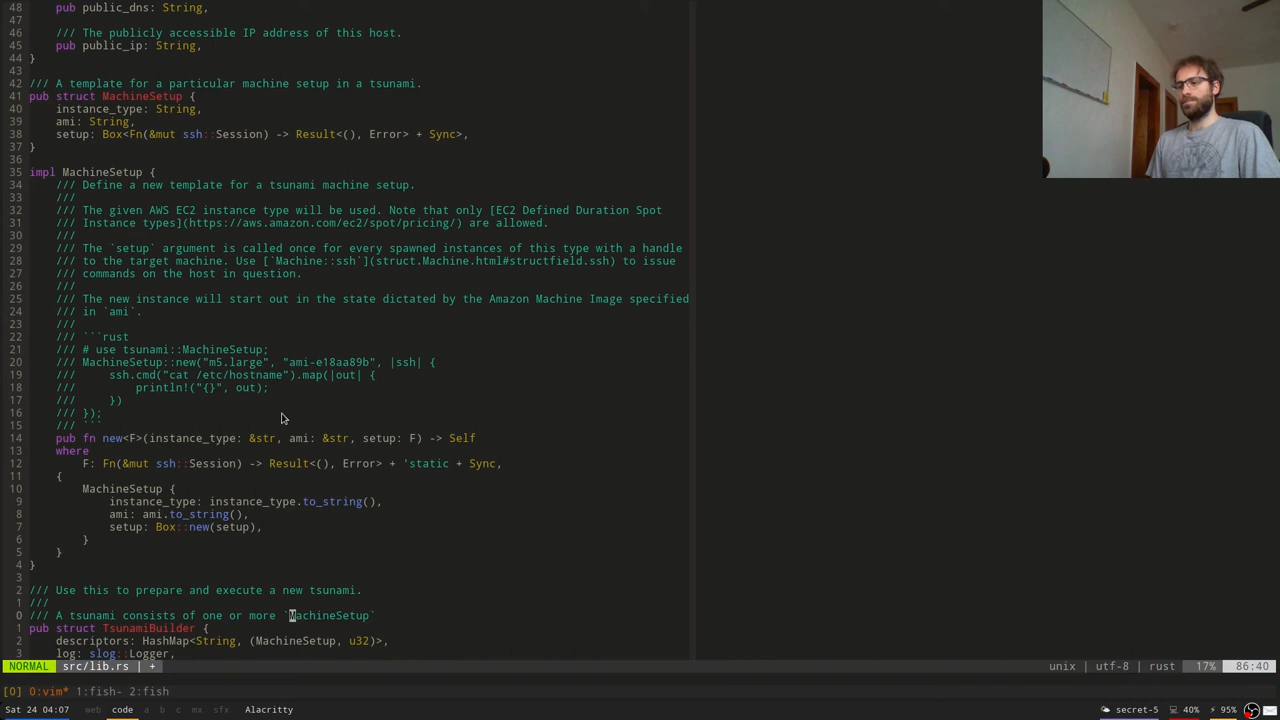 48     pub public_dns: String,
47
46     /// The publicly accessible IP address of this host.
45     pub public_ip: String,
44 }
43
42 /// A template for a particular machine setup in a tsunami.
41 pub struct MachineSetup {
40     instance_type: String,
39     ami: String,
38     setup: Box<Fn(&mut ssh::Session) -> Result<(), Error> + Sync>,
37 }
36
35 impl MachineSetup {
34     /// Define a new template for a tsunami machine setup.
33     ///
32     /// The given AWS EC2 instance type will be used. Note that only [EC2 Defined Duration Spot
31     /// Instance types](https://aws.amazon.com/ec2/spot/pricing/) are allowed.
30     ///
29     /// The `setup` argument is called once for every spawned instances of this type with a handle
28     /// to the target machine. Use [`Machine::ssh`](struct.Machine.html#structfield.ssh) to issue
27     /// commands on the host in question.
26     ///
25     /// The new instance will start out in the state dictated by the Amazon Machine Image specified
24     /// in `ami`.
23     ///
22     /// ```rust
21     /// # use tsunami::MachineSetup;
20     /// MachineSetup::new("m5.large", "ami-e18aa89b", |ssh| {
19     ///     ssh.cmd("cat /etc/hostname").map(|out| {
18     ///         println!("{}", out);
17     ///     })
16     /// });
15     /// ```
14     pub fn new<F>(instance_type: &str, ami: &str, setup: F) -> Self
13     where
12         F: Fn(&mut ssh::Session) -> Result<(), Error> + 'static + Sync,
11     {
10         MachineSetup {
9             instance_type: instance_type.to_string(),
8             ami: ami.to_string(),
7             setup: Box::new(setup),
6         }
5     }
4 }
3
2 /// Use this to prepare and execute a new tsunami.
1 ///
0 /// A tsunami consists of one or more `MachineSetup`
1 pub struct TsunamiBuilder {
2     descriptors: HashMap<String, (MachineSetup, u32)>,
3     log: slog::Logger,
NORMAL src/lib.rs | + unix | utf-8 | rust 17% 86:40
[0] 0:vim* 1:fish- 2:fish
Sat 24 04:07 web code a b c mx sfx Alacritty secret-5 40% 95%